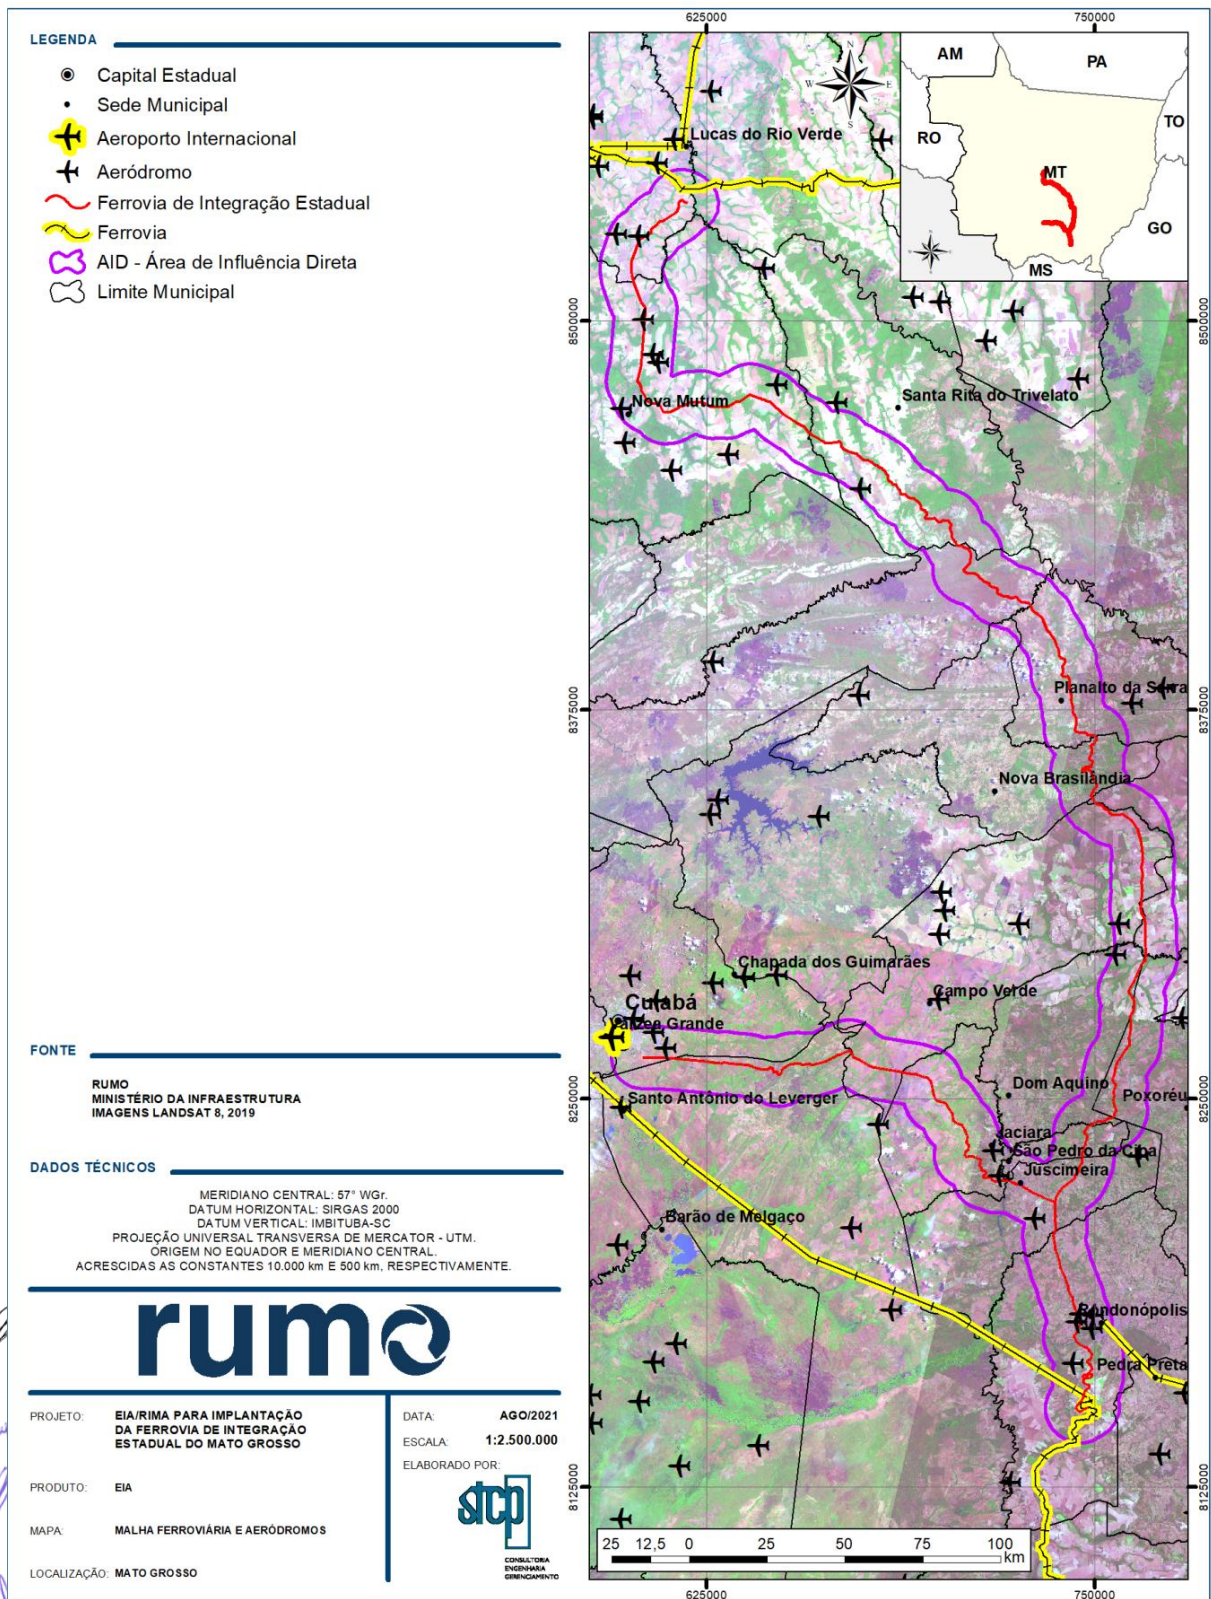 LEGENDA
Capital Estadual
Sede Municipal
Aeroporto Internacional
Aeródromo
Ferrovia de Integração Estadual
Ferrovia
AID - Área de Influência Direta
Limite Municipal
FONTE
RUMO
MINISTÉRIO DA INFRAESTRUTURA
IMAGENS LANDSAT 8, 2019
DADOS TÉCNICOS
MERIDIANO CENTRAL: 57° WGr.
DATUM HORIZONTAL: SIRGAS 2000
DATUM VERTICAL: IMBITUBA-SC
PROJEÇÃO UNIVERSAL TRANSVERSA DE MERCATOR - UTM.
ORIGEM NO EQUADOR E MERIDIANO CENTRAL.
ACRESCIDAS AS CONSTANTES 10.000 km E 500 km, RESPECTIVAMENTE.
rumo
PROJETO: EIA/RIMA PARA IMPLANTAÇÃO
DA FERROVIA DE INTEGRAÇÃO
ESTADUAL DO MATO GROSSO
PRODUTO: EIA
MAPA: MALHA FERROVIÁRIA E AERÓDROMOS
LOCALIZAÇÃO: MATO GROSSO
DATA: AGO/2021
ESCALA: 1:2.500.000
ELABORADO POR:
stcp
CONSULTORIA
ENGENHARIA
GERENCIAMENTO
625000 750000
N
W E
S
AM PA
RO TO
MT
GO
MS
Lucas do Rio Verde
8500000 8500000
Santa Rita do Trivelato
Nova Mutum
Planalto da Serra
8375000 8375000
Nova Brasilândia
Chapada dos Guimarães
Campo Verde
Cuiabá
Várzea Grande
Dom Aquino
Poxoréu
8250000 8250000
Santo Antônio do Leverger
Jaciara
São Pedro da Cipa
Juscimeira
Barão de Melgaço
Rondonópolis
Pedra Preta
8125000 8125000
25 12,5 0 25 50 75 100
km
625000 750000